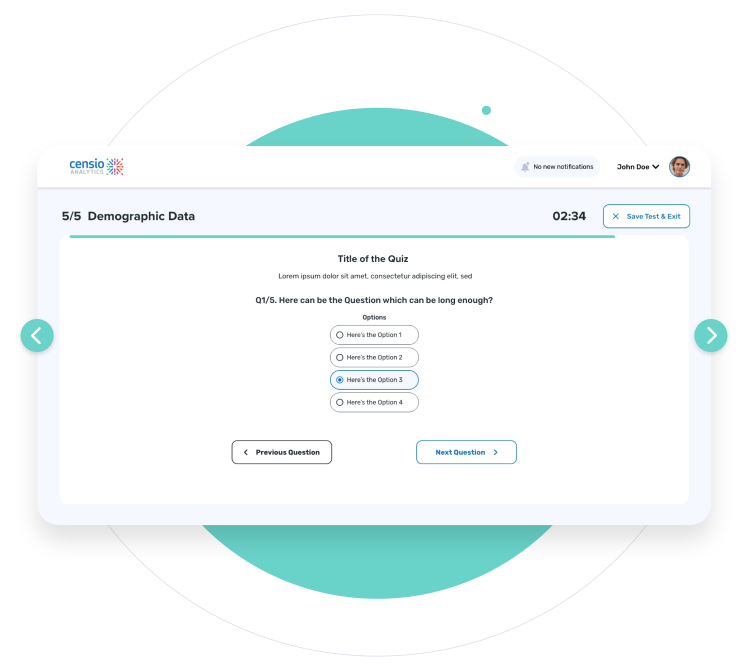 censio
ANALYTICS
No new notifications
John Doe
5/5 Demographic Data
02:34
Save Test & Exit
Title of the Quiz
Lorem ipsum dolor sit amet, consectetur adipiscing elit, sed
Q1/5. Here can be the Question which can be long enough?
Options
Here's the Option 1
Here's the Option 2
Here's the Option 3
Here's the Option 4
Previous Question
Next Question